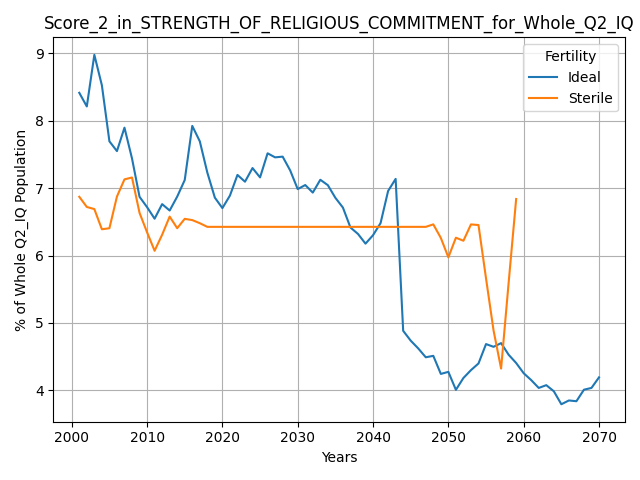 Score_2_in_STRENGTH_OF_RELIGIOUS_COMMITMENT_for_Whole_Q2_IQ
Fertility
Ideal
Sterile
% of Whole Q2_IQ Population
9
8
7
6
5
4
2000 2010 2020 2030 2040 2050 2060 2070
Years